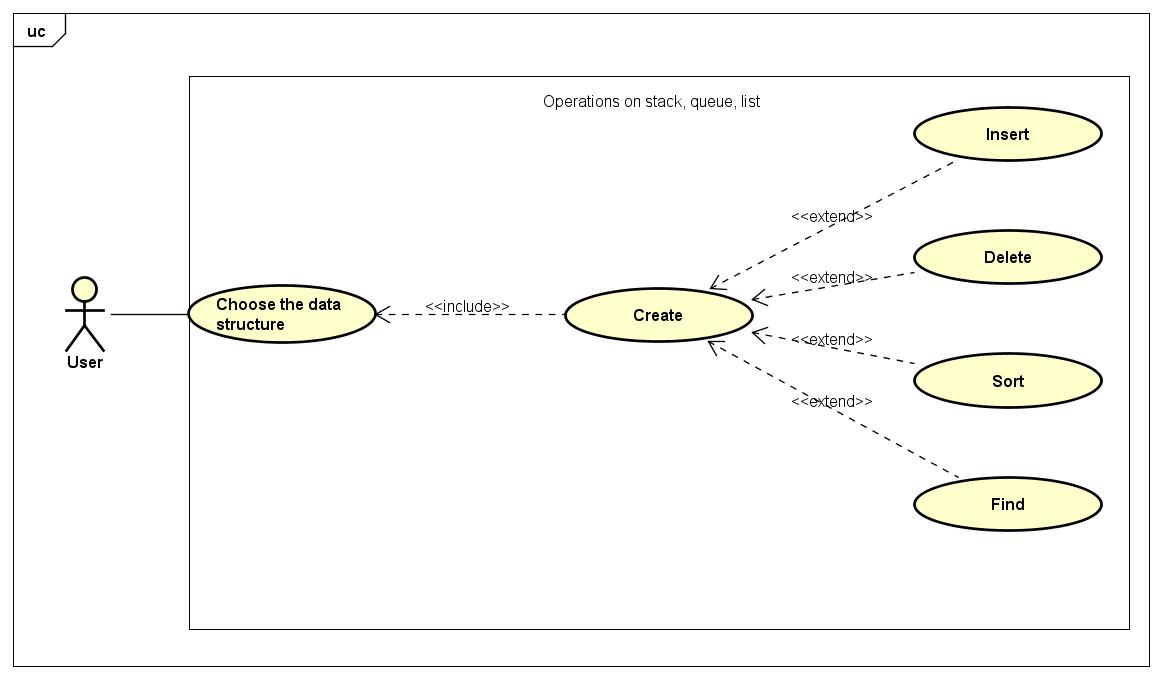 uc
Operations on stack, queue, list
Insert
<<extend>>
Delete
<<extend>>
Choose the data
structure
<<include>>
Create
<<extend>>
User
Sort
<<extend>>
Find